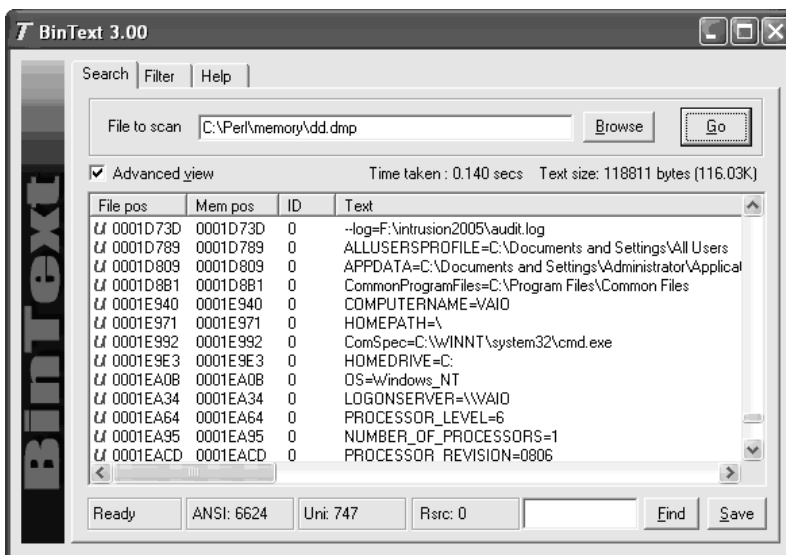 BinText 3.00
Search Filter Help
File to scan C:\Perl\memory\dd.dmp Browse Go
Advanced view Time taken : 0.140 secs Text size: 118811 bytes (116.03K)
File pos Mem pos ID Text
u 0001D73D 0001D73D 0 --log=F:\intrusion2005\audit.log
u 0001D789 0001D789 0 ALLUSERSPROFILE=C:\Documents and Settings\All Users
u 0001D809 0001D809 0 APPDATA=C:\Documents and Settings\Administrator\Applicat
u 0001D8B1 0001D8B1 0 CommonProgramFiles=C:\Program Files\Common Files
u 0001E940 0001E940 0 COMPUTERNAME=VAIO
u 0001E971 0001E971 0 HOMEPATH=\
u 0001E992 0001E992 0 ComSpec=C:\WINNT\system32\cmd.exe
u 0001E9E3 0001E9E3 0 HOMEDRIVE=C:
u 0001EA0B 0001EA0B 0 OS=Windows_NT
u 0001EA34 0001EA34 0 LOGONSERVER=\\VAIO
u 0001EA64 0001EA64 0 PROCESSOR_LEVEL=6
u 0001EA95 0001EA95 0 NUMBER_OF_PROCESSORS=1
u 0001EACD 0001EACD 0 PROCESSOR_REVISION=0806
BinText
Ready ANSI: 6624 Uni: 747 Rsrc: 0 Find Save